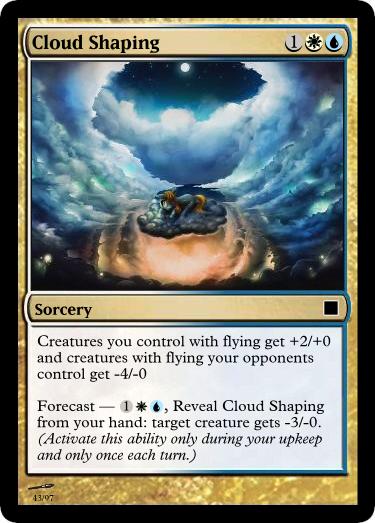 Cloud Shaping 1
Sorcery
Creatures you control with flying get +2/+0
and creatures with flying your opponents
control get -4/-0
Forecast — 1, Reveal Cloud Shaping
from your hand: target creature gets -3/-0.
(Activate this ability only during your upkeep
and only once each turn.)
43/97